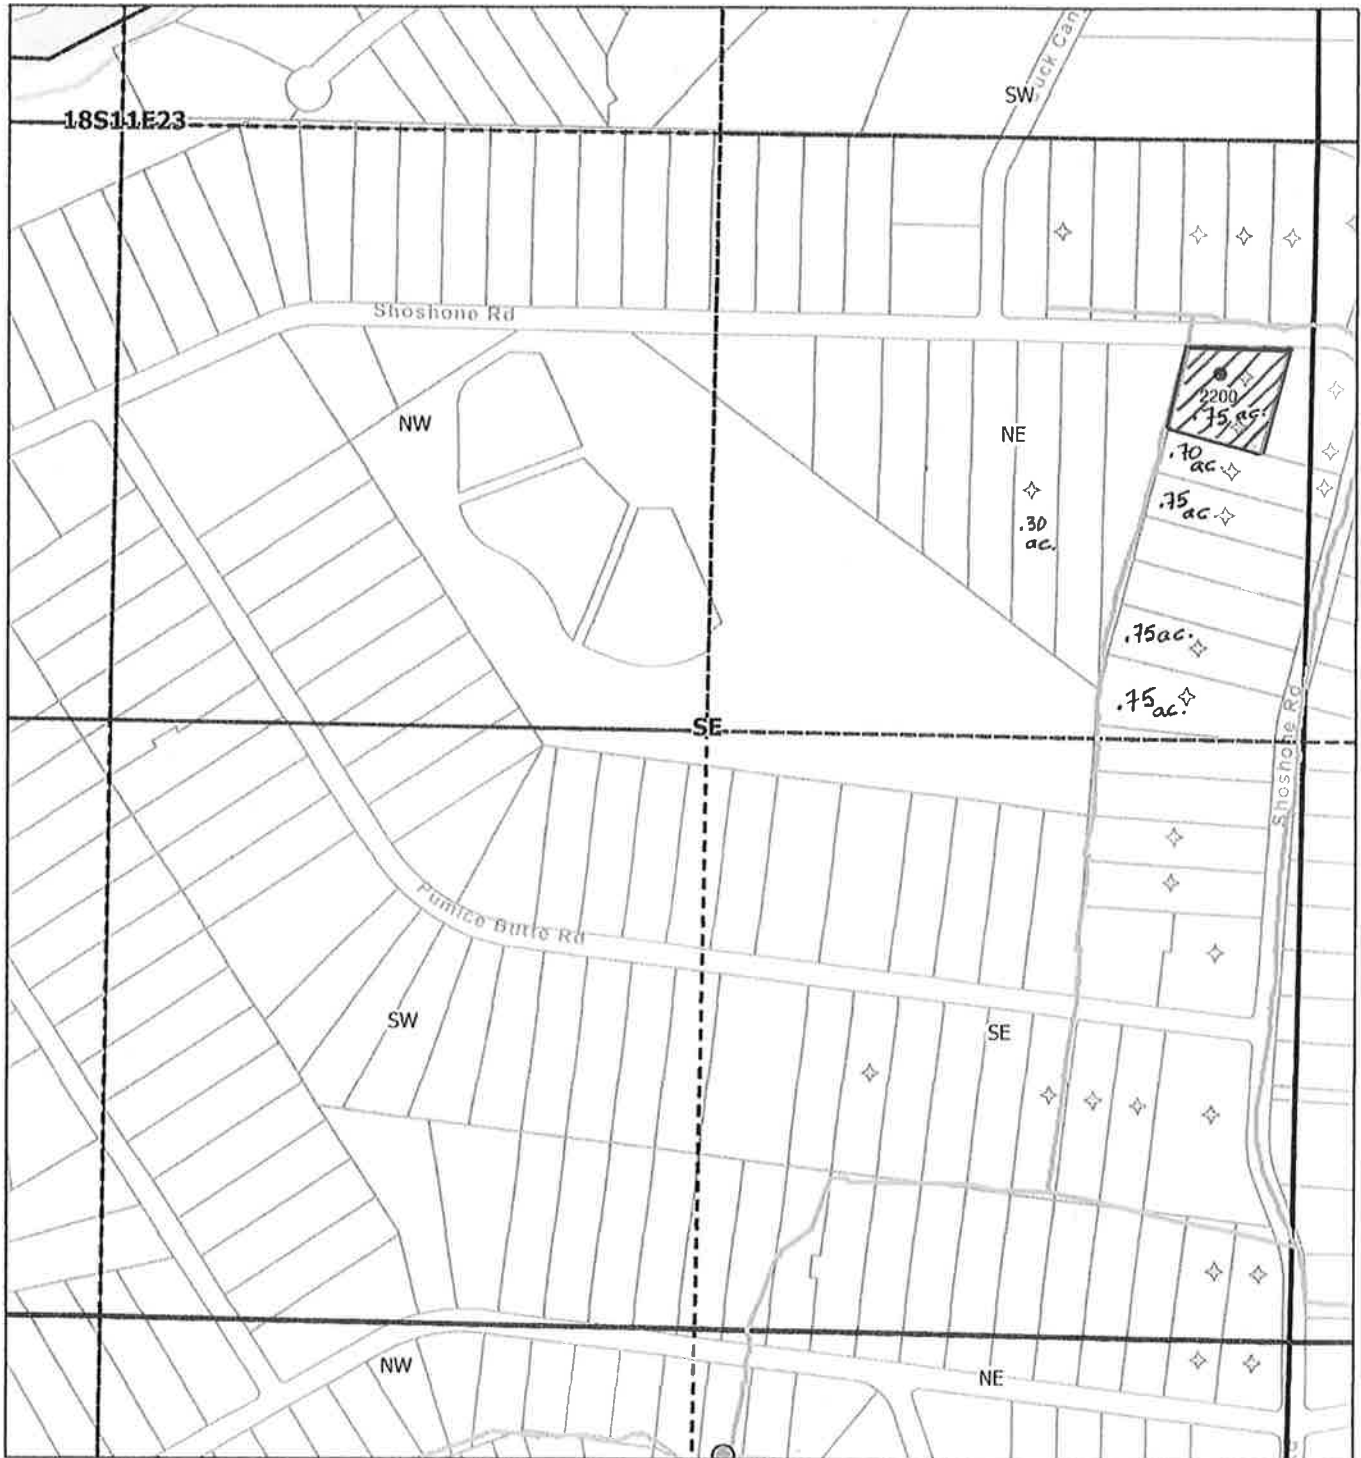 SW
18S11E23
Shoshone Rd
NW
NE
2200
.75 ac.
.70
ac.
.75
ac.
.30
ac.
.75 ac.
.75
ac.
SE
Shoshone Rd
Pumice Butte Rd
SW
SE
NW
NE